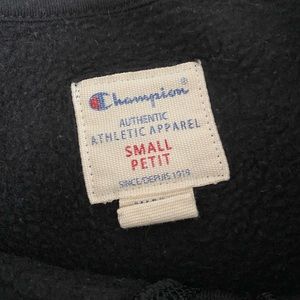 Champion®
AUTHENTIC
ATHLETIC APPAREL
SMALL
PETIT
SINCE/DEPUIS 1919